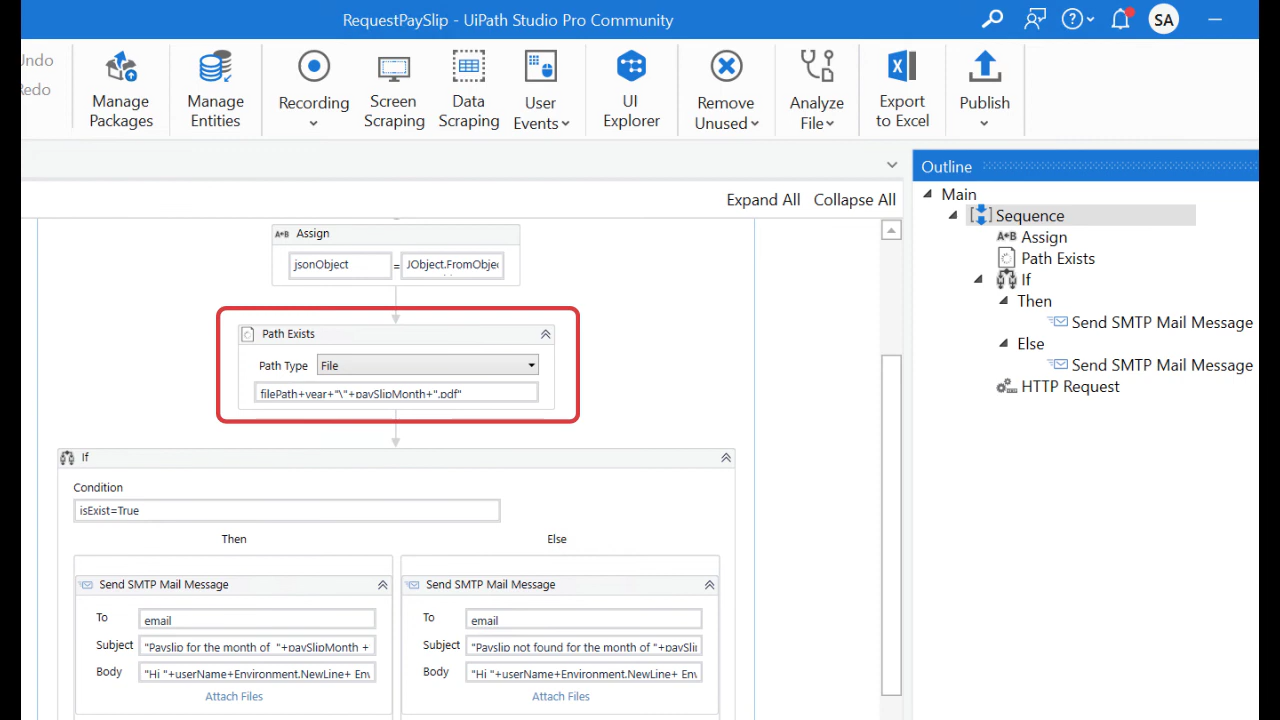 RequestPaySlip - UiPath Studio Pro Community
SA
Manage Packages
Manage Entities
Recording
Screen Scraping
Data Scraping
User Events
UI Explorer
Remove Unused
Analyze File
Export to Excel
Publish
Expand All Collapse All
Outline
Main
Sequence
Assign
Path Exists
If
Then
Send SMTP Mail Message
Else
Send SMTP Mail Message
HTTP Request
A+B Assign
jsonObject = JObject.FromObjec
Path Exists
Path Type File
filePath+year+"\"+paySlipMonth+".pdf"
If
Condition
isExist=True
Then Else
Send SMTP Mail Message
To email
Subject "Payslip for the month of "+paySlipMonth +
Body "Hi "+userName+Environment.NewLine+ Env
Attach Files
Send SMTP Mail Message
To email
Subject "Payslip not found for the month of "+paySli
Body "Hi "+userName+Environment.NewLine+ Env
Attach Files